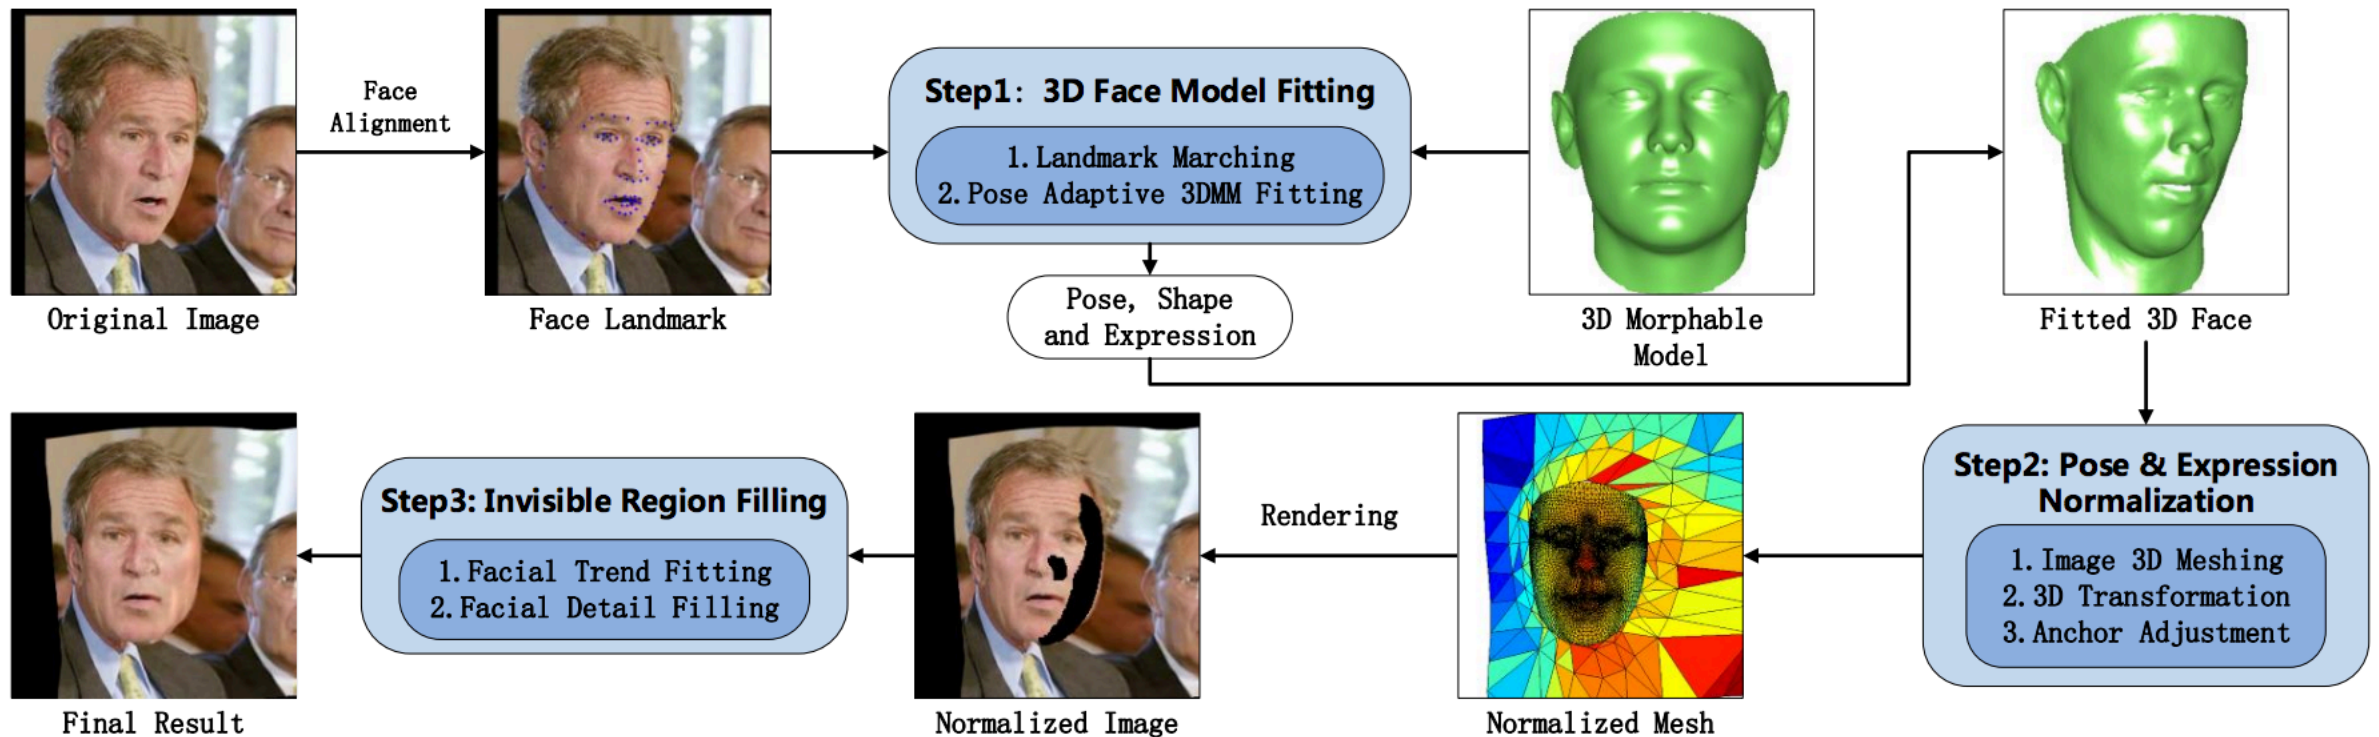 Original Image
Face
Alignment
Face Landmark
Step1: 3D Face Model Fitting
1.Landmark Marching
2.Pose Adaptive 3DMM Fitting
Pose, Shape
and Expression
3D Morphable
Model
Fitted 3D Face
Step2: Pose & Expression
Normalization
1.Image 3D Meshing
2.3D Transformation
3.Anchor Adjustment
Normalized Mesh
Rendering
Normalized Image
Step3: Invisible Region Filling
1.Facial Trend Fitting
2.Facial Detail Filling
Final Result